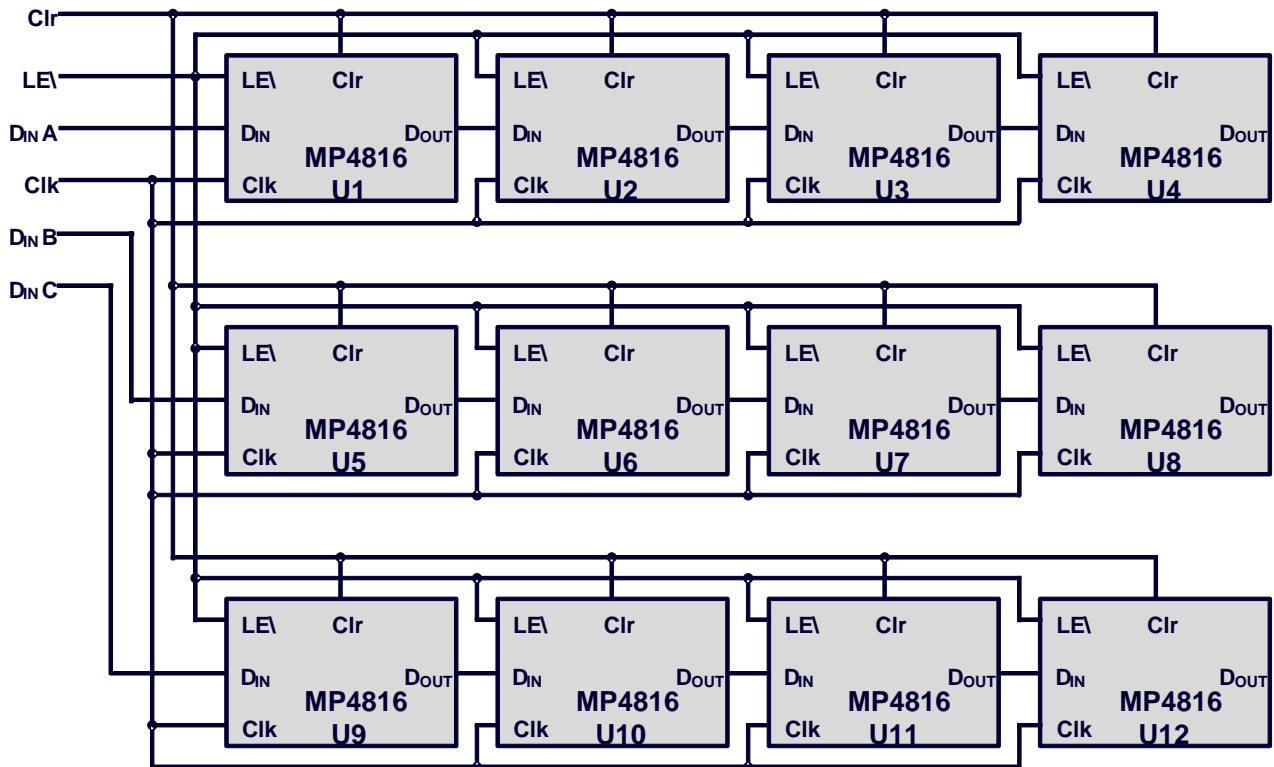 Clr
LE\
DIN A
Clk
DIN B
DIN C
LE\ Clr
DIN DOUT
MP4816
Clk U1
LE\ Clr
DIN DOUT
MP4816
Clk U2
LE\ Clr
DIN DOUT
MP4816
Clk U3
LE\ Clr
DIN
MP4816
Clk U4
LE\ Clr
DIN DOUT
MP4816
Clk U5
LE\ Clr
DIN DOUT
MP4816
Clk U6
LE\ Clr
DIN DOUT
MP4816
Clk U7
LE\ Clr
DIN
MP4816
Clk U8
LE\ Clr
DIN DOUT
MP4816
Clk U9
LE\ Clr
DIN DOUT
MP4816
Clk U10
LE\ Clr
DIN DOUT
MP4816
Clk U11
LE\ Clr
DIN
MP4816
Clk U12